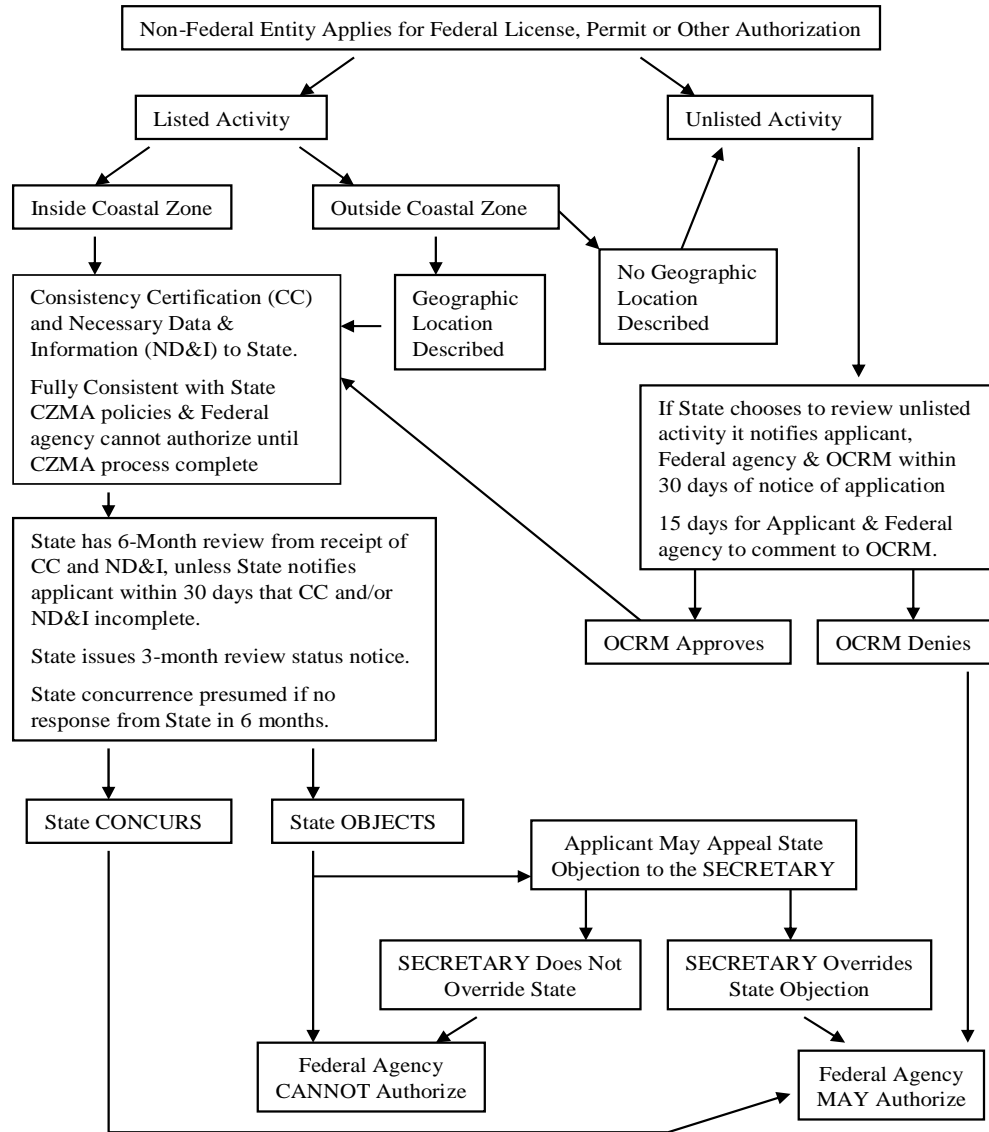 Non-Federal Entity Applies for Federal License, Permit or Other Authorization
Listed Activity
Unlisted Activity
Inside Coastal Zone
Outside Coastal Zone
No Geographic
Location
Described
Consistency Certification (CC)
and Necessary Data &
Information (ND&I) to State.
Fully Consistent with State
CZMA policies & Federal
agency cannot authorize until
CZMA process complete
Geographic
Location
Described
If State chooses to review unlisted
activity it notifies applicant,
Federal agency & OCRM within
30 days of notice of application
15 days for Applicant & Federal
agency to comment to OCRM.
State has 6-Month review from receipt of
CC and ND&I, unless State notifies
applicant within 30 days that CC and/or
ND&I incomplete.
State issues 3-month review status notice.
State concurrence presumed if no
response from State in 6 months.
OCRM Approves
OCRM Denies
State CONCURS
State OBJECTS
Applicant May Appeal State
Objection to the SECRETARY
SECRETARY Does Not
Override State
SECRETARY Overrides
State Objection
Federal Agency
CANNOT Authorize
Federal Agency
MAY Authorize